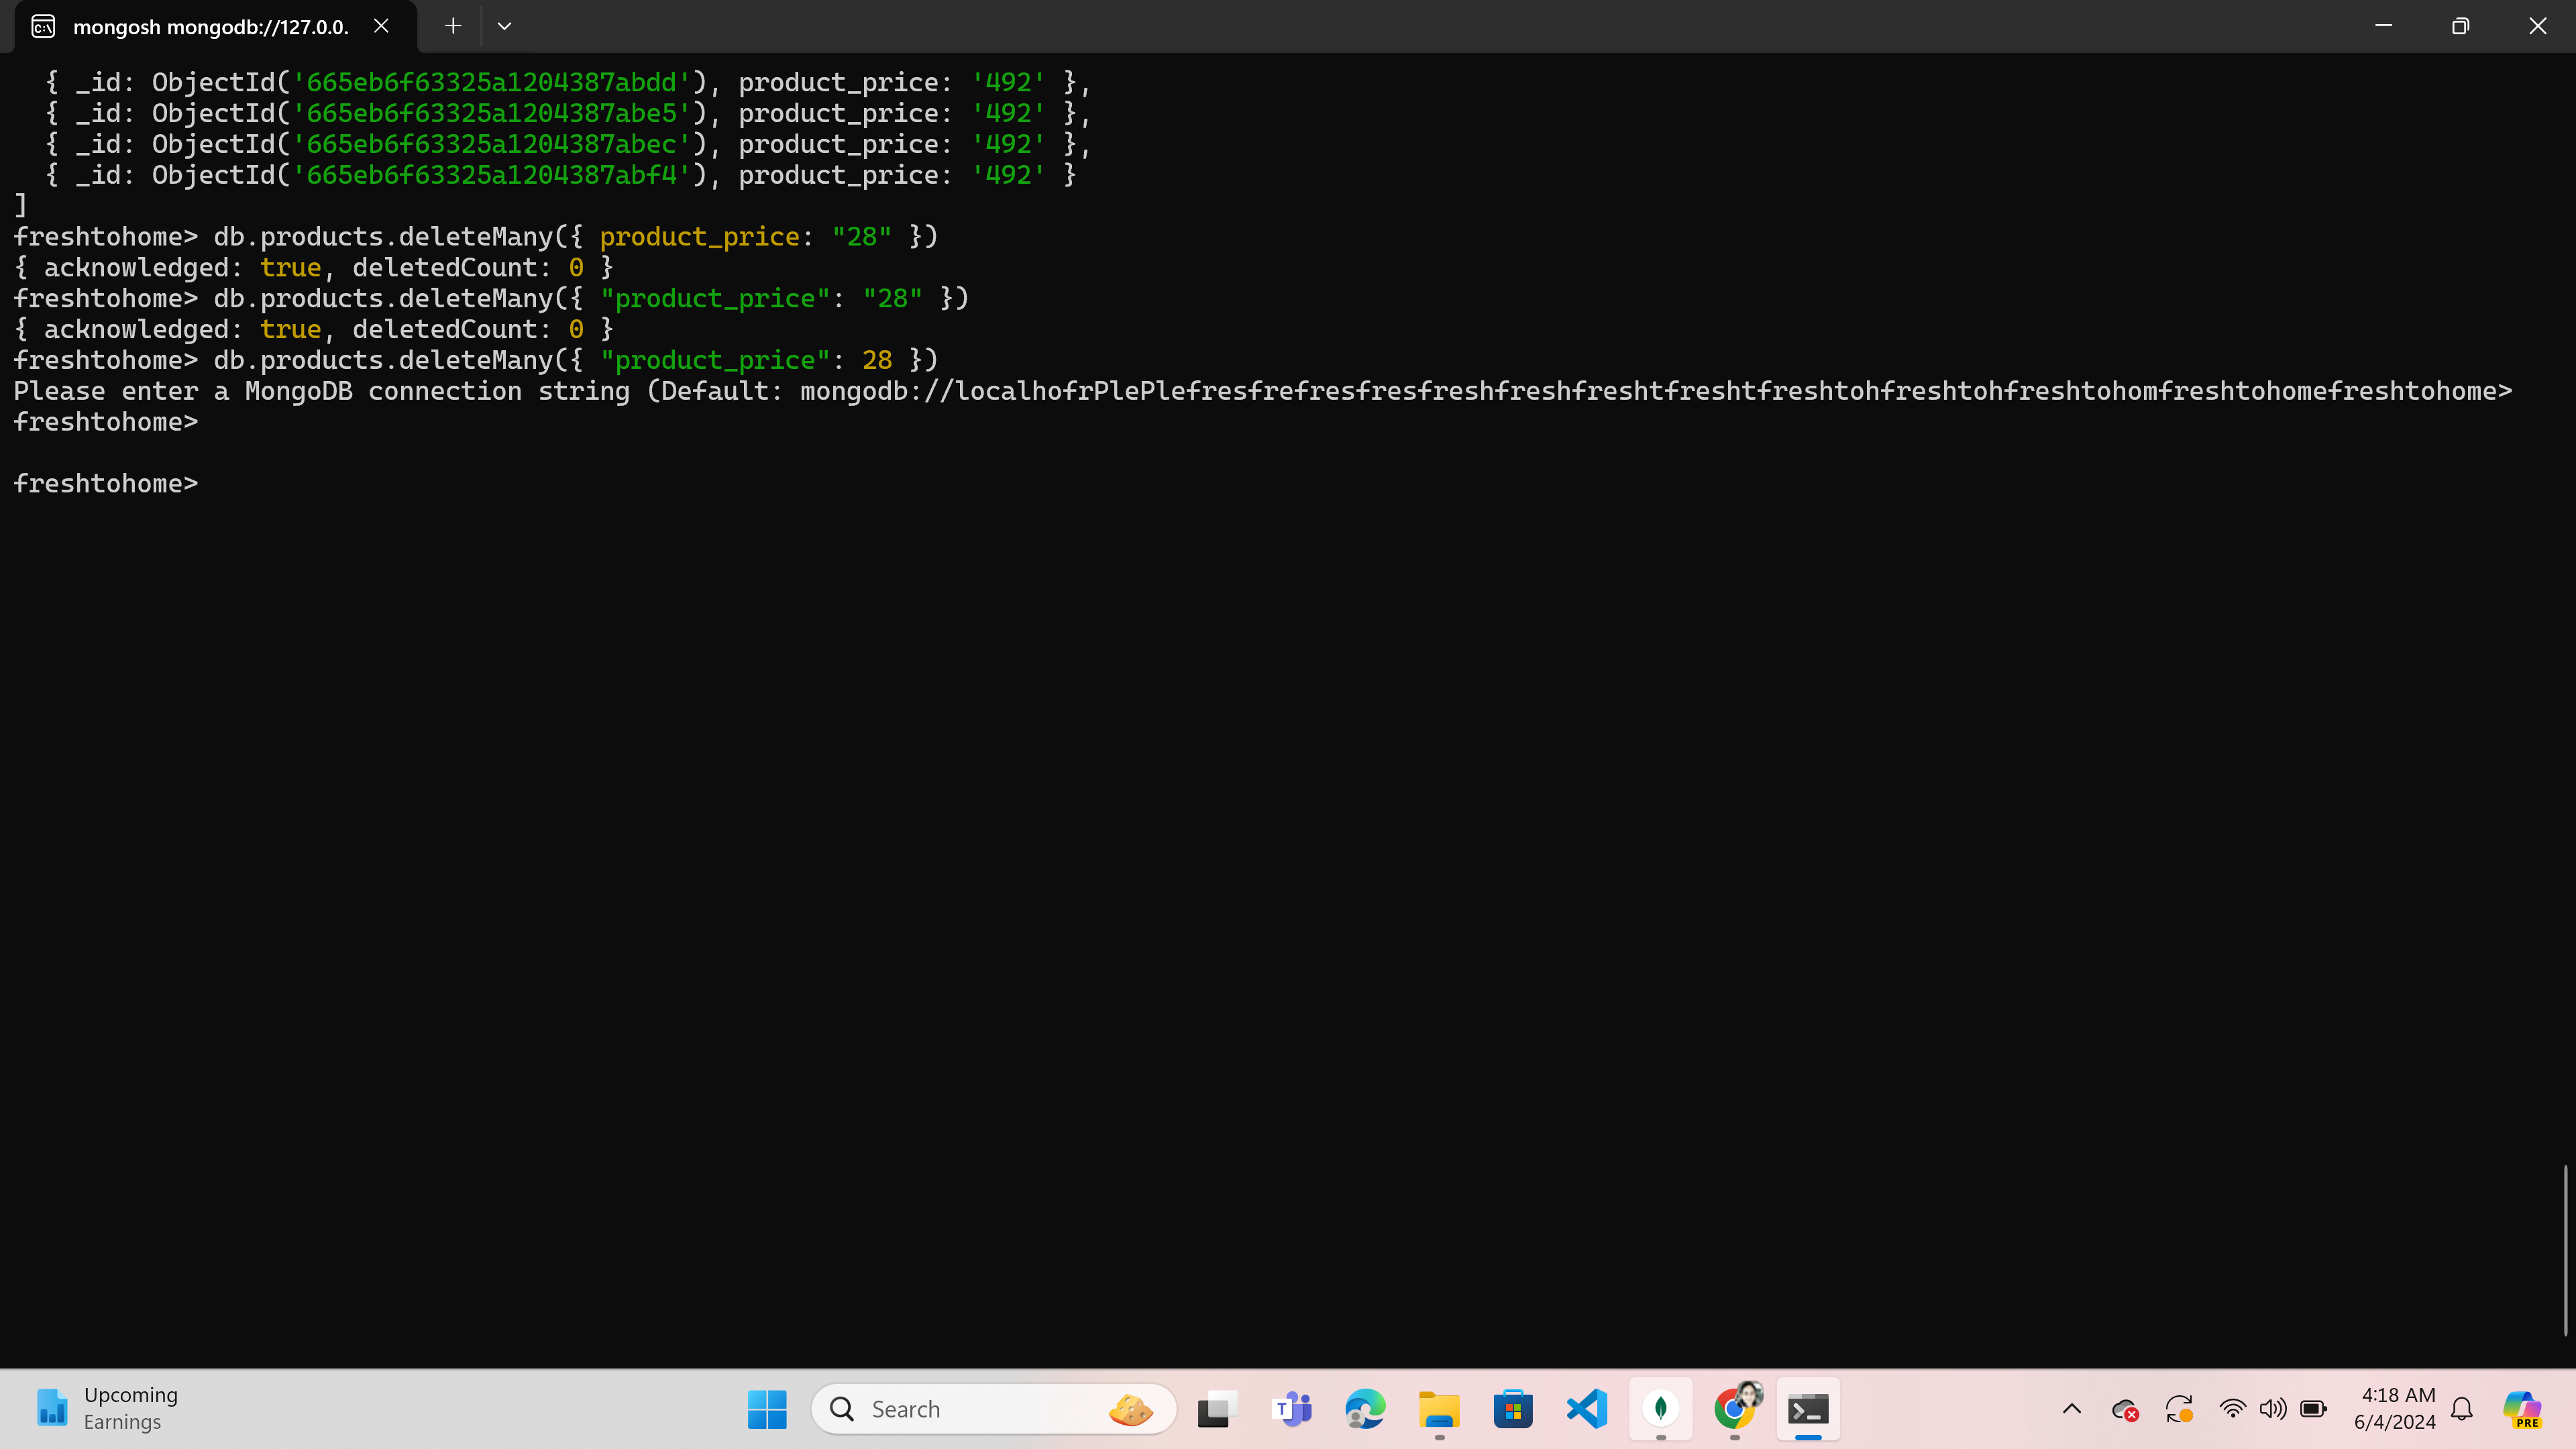 mongosh mongodb://127.0.0.
{ _id: ObjectId('665eb6f63325a1204387abdd'), product_price: '492' },
{ _id: ObjectId('665eb6f63325a1204387abe5'), product_price: '492' },
{ _id: ObjectId('665eb6f63325a1204387abec'), product_price: '492' },
{ _id: ObjectId('665eb6f63325a1204387abf4'), product_price: '492' }
]
freshtohome> db.products.deleteMany({ product_price: "28" })
{ acknowledged: true, deletedCount: 0 }
freshtohome> db.products.deleteMany({ "product_price": "28" })
{ acknowledged: true, deletedCount: 0 }
freshtohome> db.products.deleteMany({ "product_price": 28 })
Please enter a MongoDB connection string (Default: mongodb://localhofrPlePlefresfrefresfresfreshfreshfreshtfreshtfreshtohfreshtohfreshtohomfreshtohomefreshtohome>
freshtohome>
freshtohome>
Upcoming
Earnings
Search
4:18 AM
6/4/2024
PRE